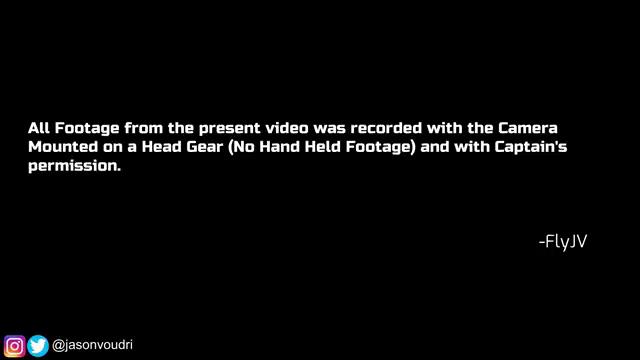 All Footage from the present video was recorded with the Camera
Mounted on a Head Gear (No Hand Held Footage) and with Captain's
permission.
-FlyJV
@jasonvoudri